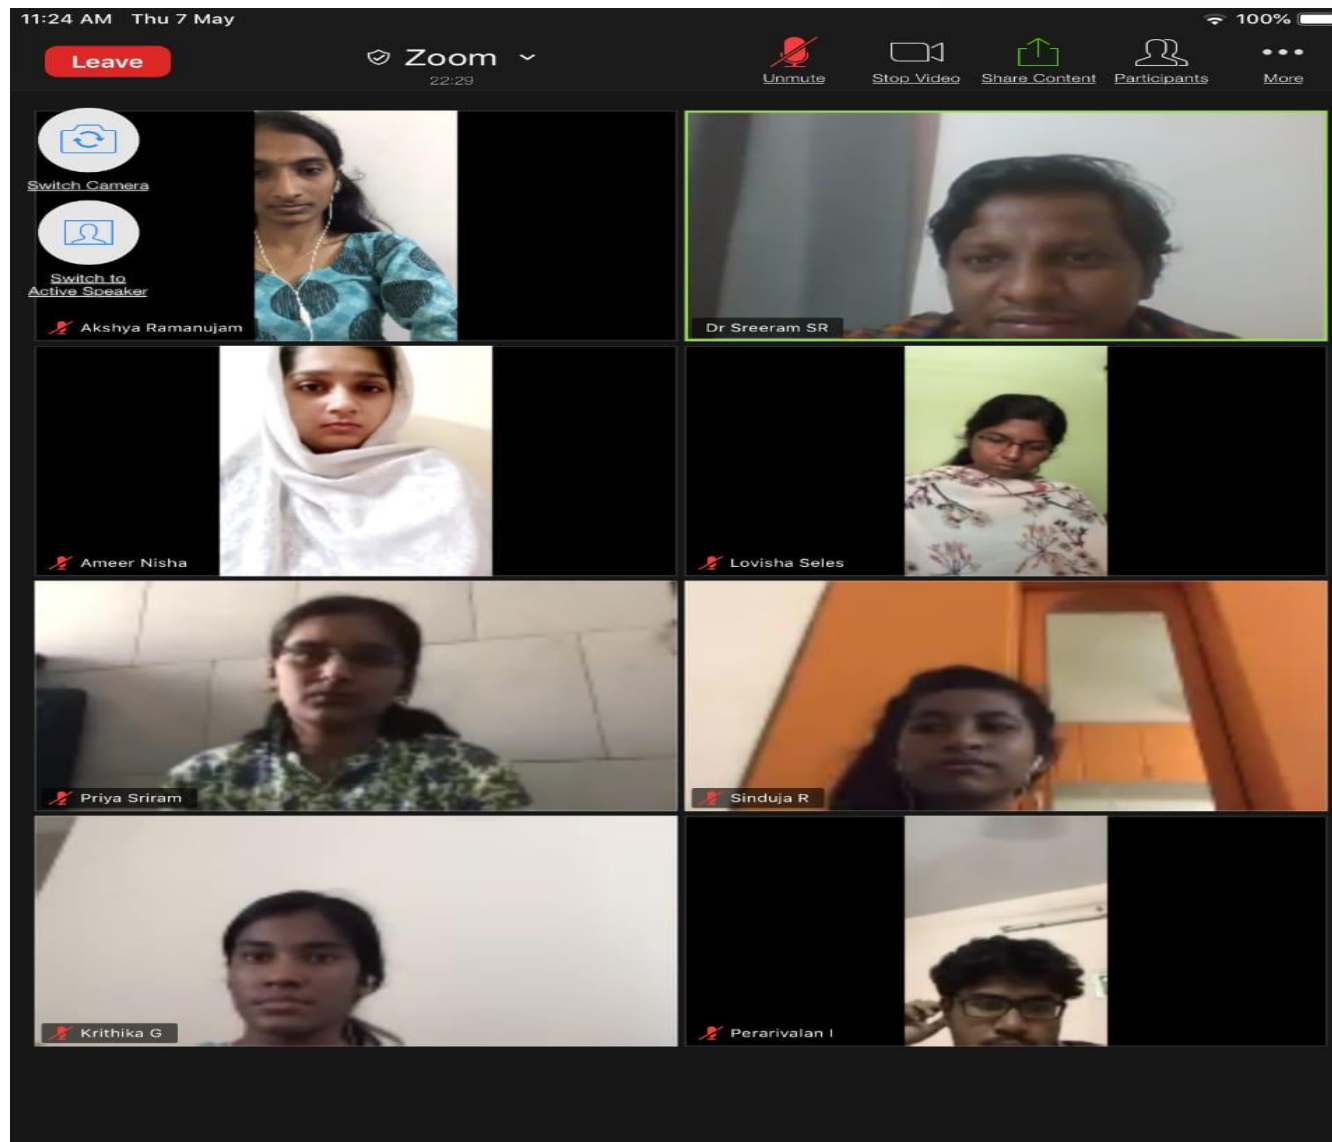 11:24 AM Thu 7 May
100%
Leave
Zoom
22:29
Unmute
Stop Video
Share Content
Participants
More
Switch Camera
Switch to
Active Speaker
Akshya Ramanujam
Dr Sreeram SR
Ameer Nisha
Lovisha Seles
Priya Sriram
Sinduja R
Krithika G
Perarivalan I